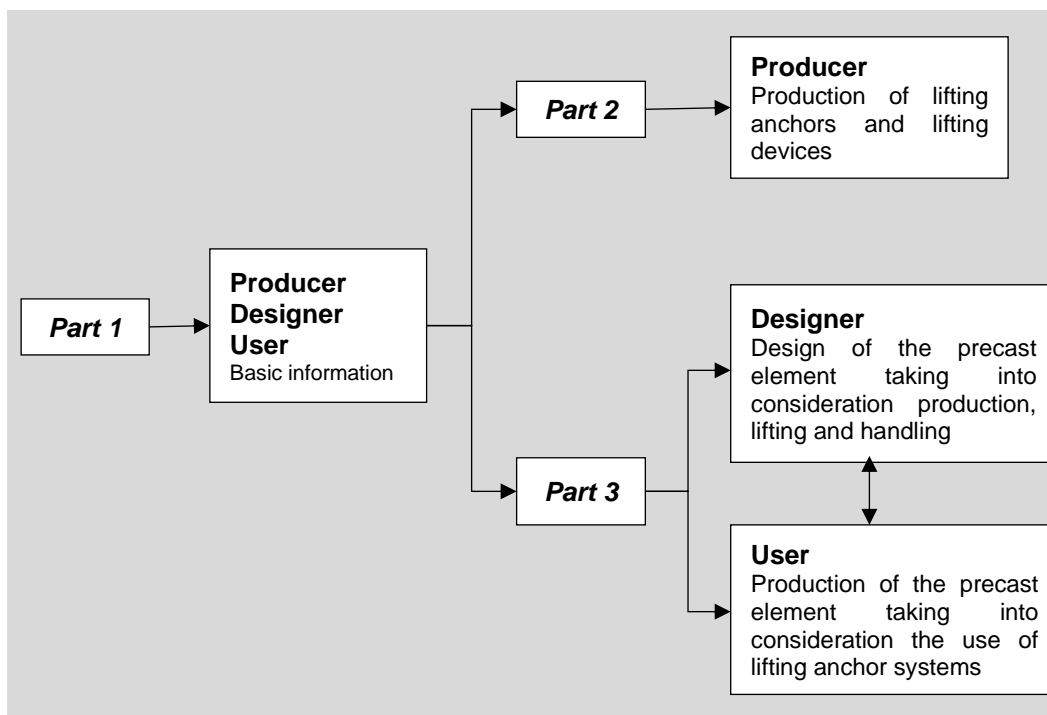 Part 1
Producer
Designer
User
Basic information
Part 2
Producer
Production of lifting
anchors and lifting
devices
Part 3
Designer
Design of the precast
element taking into
consideration production,
lifting and handling
User
Production of the precast
element taking into
consideration the use of
lifting anchor systems